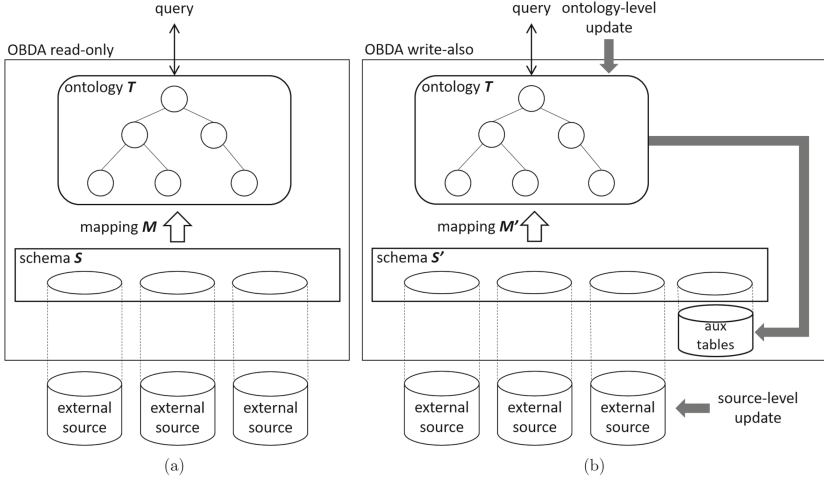 query
OBDA read-only
ontology T
mapping M
schema S
external
source
external
source
external
source
(a)
query
ontology-level
update
OBDA write-also
ontology T
mapping M'
schema S'
aux
tables
external
source
external
source
external
source
source-level
update
(b)